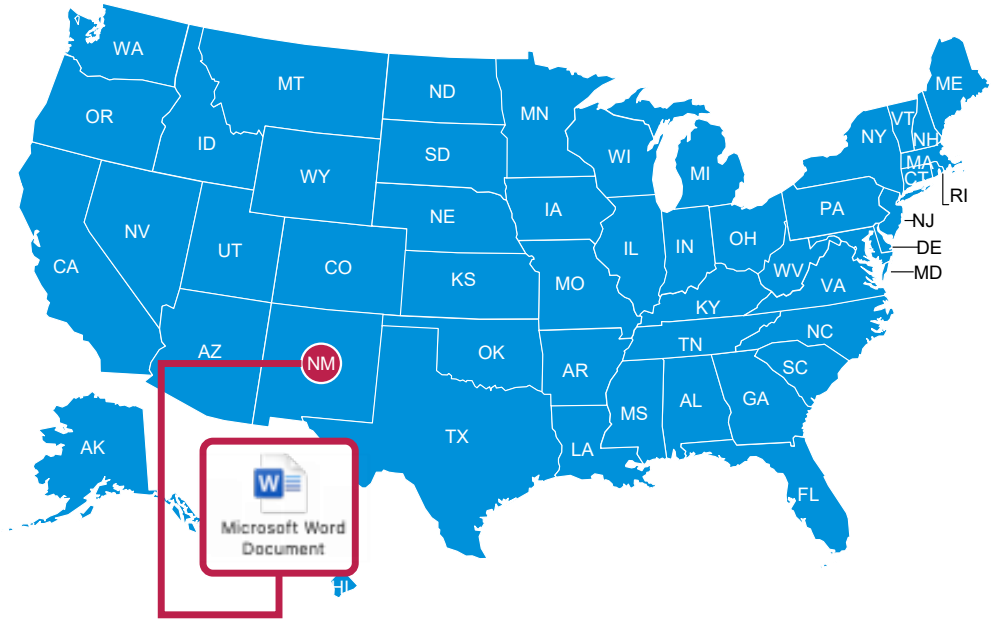 WA
MT
ND
MN
ME
OR
ID
SD
WI
MI
NY
VT
NH
MA
CT
RI
WY
NE
IA
PA
NJ
NV
UT
CO
KS
MO
IL
IN
OH
WV
VA
DE
MD
CA
KY
NC
AZ
NM
OK
AR
TN
SC
AK
TX
LA
MS
AL
GA
FL
W
Microsoft Word
Document
HI